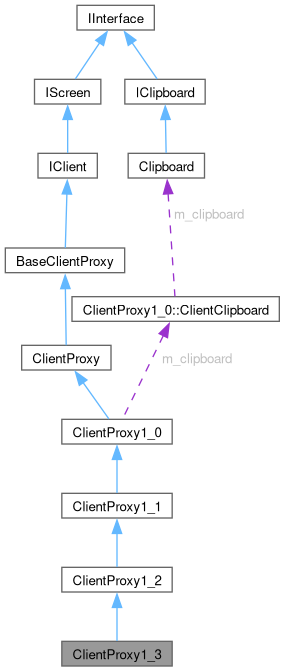 IInterface
IScreen
IClipboard
IClient
Clipboard
m_clipboard
BaseClientProxy
ClientProxy1_0::ClientClipboard
ClientProxy
m_clipboard
ClientProxy1_0
ClientProxy1_1
ClientProxy1_2
ClientProxy1_3